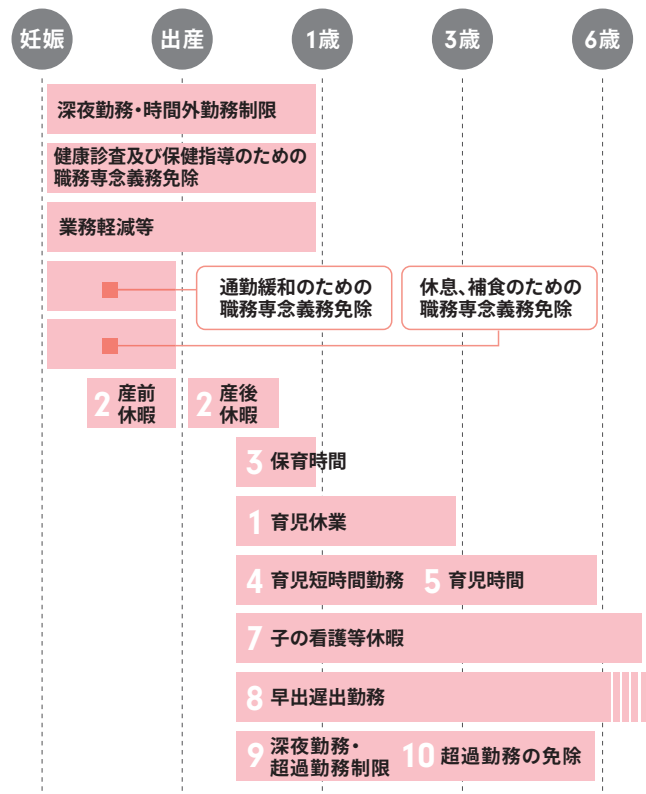 妊娠
出産
1歳
3歳
6歳
深夜勤務・時間外勤務制限
健康診査及び保健指導のための
職務専念義務免除
業務軽減等
通勤緩和のための
職務専念義務免除
休息、補食のための
職務専念義務免除
2 産前
休暇
2 産後
休暇
3 保育時間
1 育児休業
4 育児短時間勤務
5 育児時間
7 子の看護等休暇
8 早出遅出勤務
9 深夜勤務・
超過勤務制限
10 超過勤務の免除